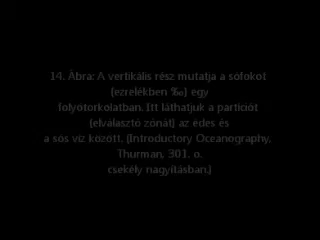 14. Ábra: A vertikális rész mutatja a sófokot
(ezrelékben ‰) egy
folyótorkolatban. Itt láthatjuk a partíciót
(elválasztó zónát) az édes és
a sós víz között. (Introductory Oceanography,
Thurman, 301. o.
csekély nagyításban.)